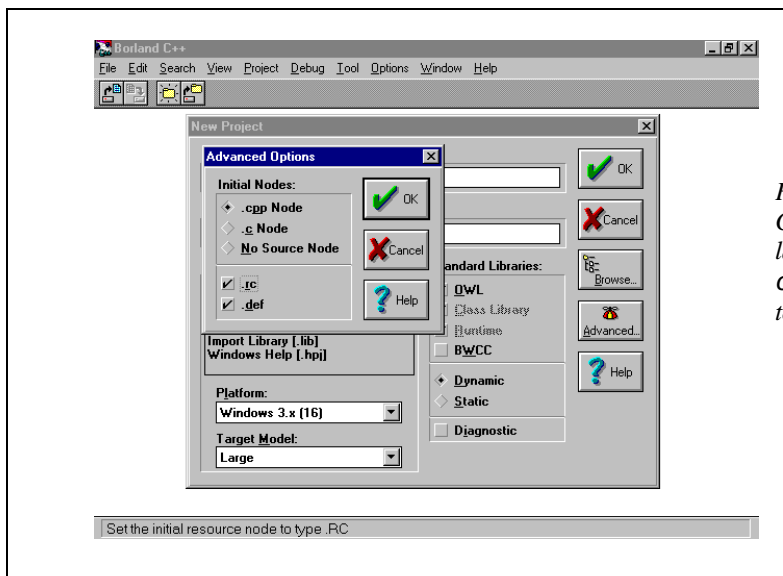 Borland C++
File Edit Search View Project Debug Tool Options Window Help
New Project
Advanced Options
Initial Nodes:
.cpp Node
.c Node
No Source Node
.rc
.def
OK
Cancel
Help
Import Library [.lib]
Windows Help [.hpj]
Platform:
Windows 3.x (16)
Target Model:
Large
andard Libraries:
OWL
Class Library
Runtime
BWCC
Dynamic
Static
Diagnostic
OK
Cancel
Browse...
Advanced...
Help
Set the initial resource node to type .RC